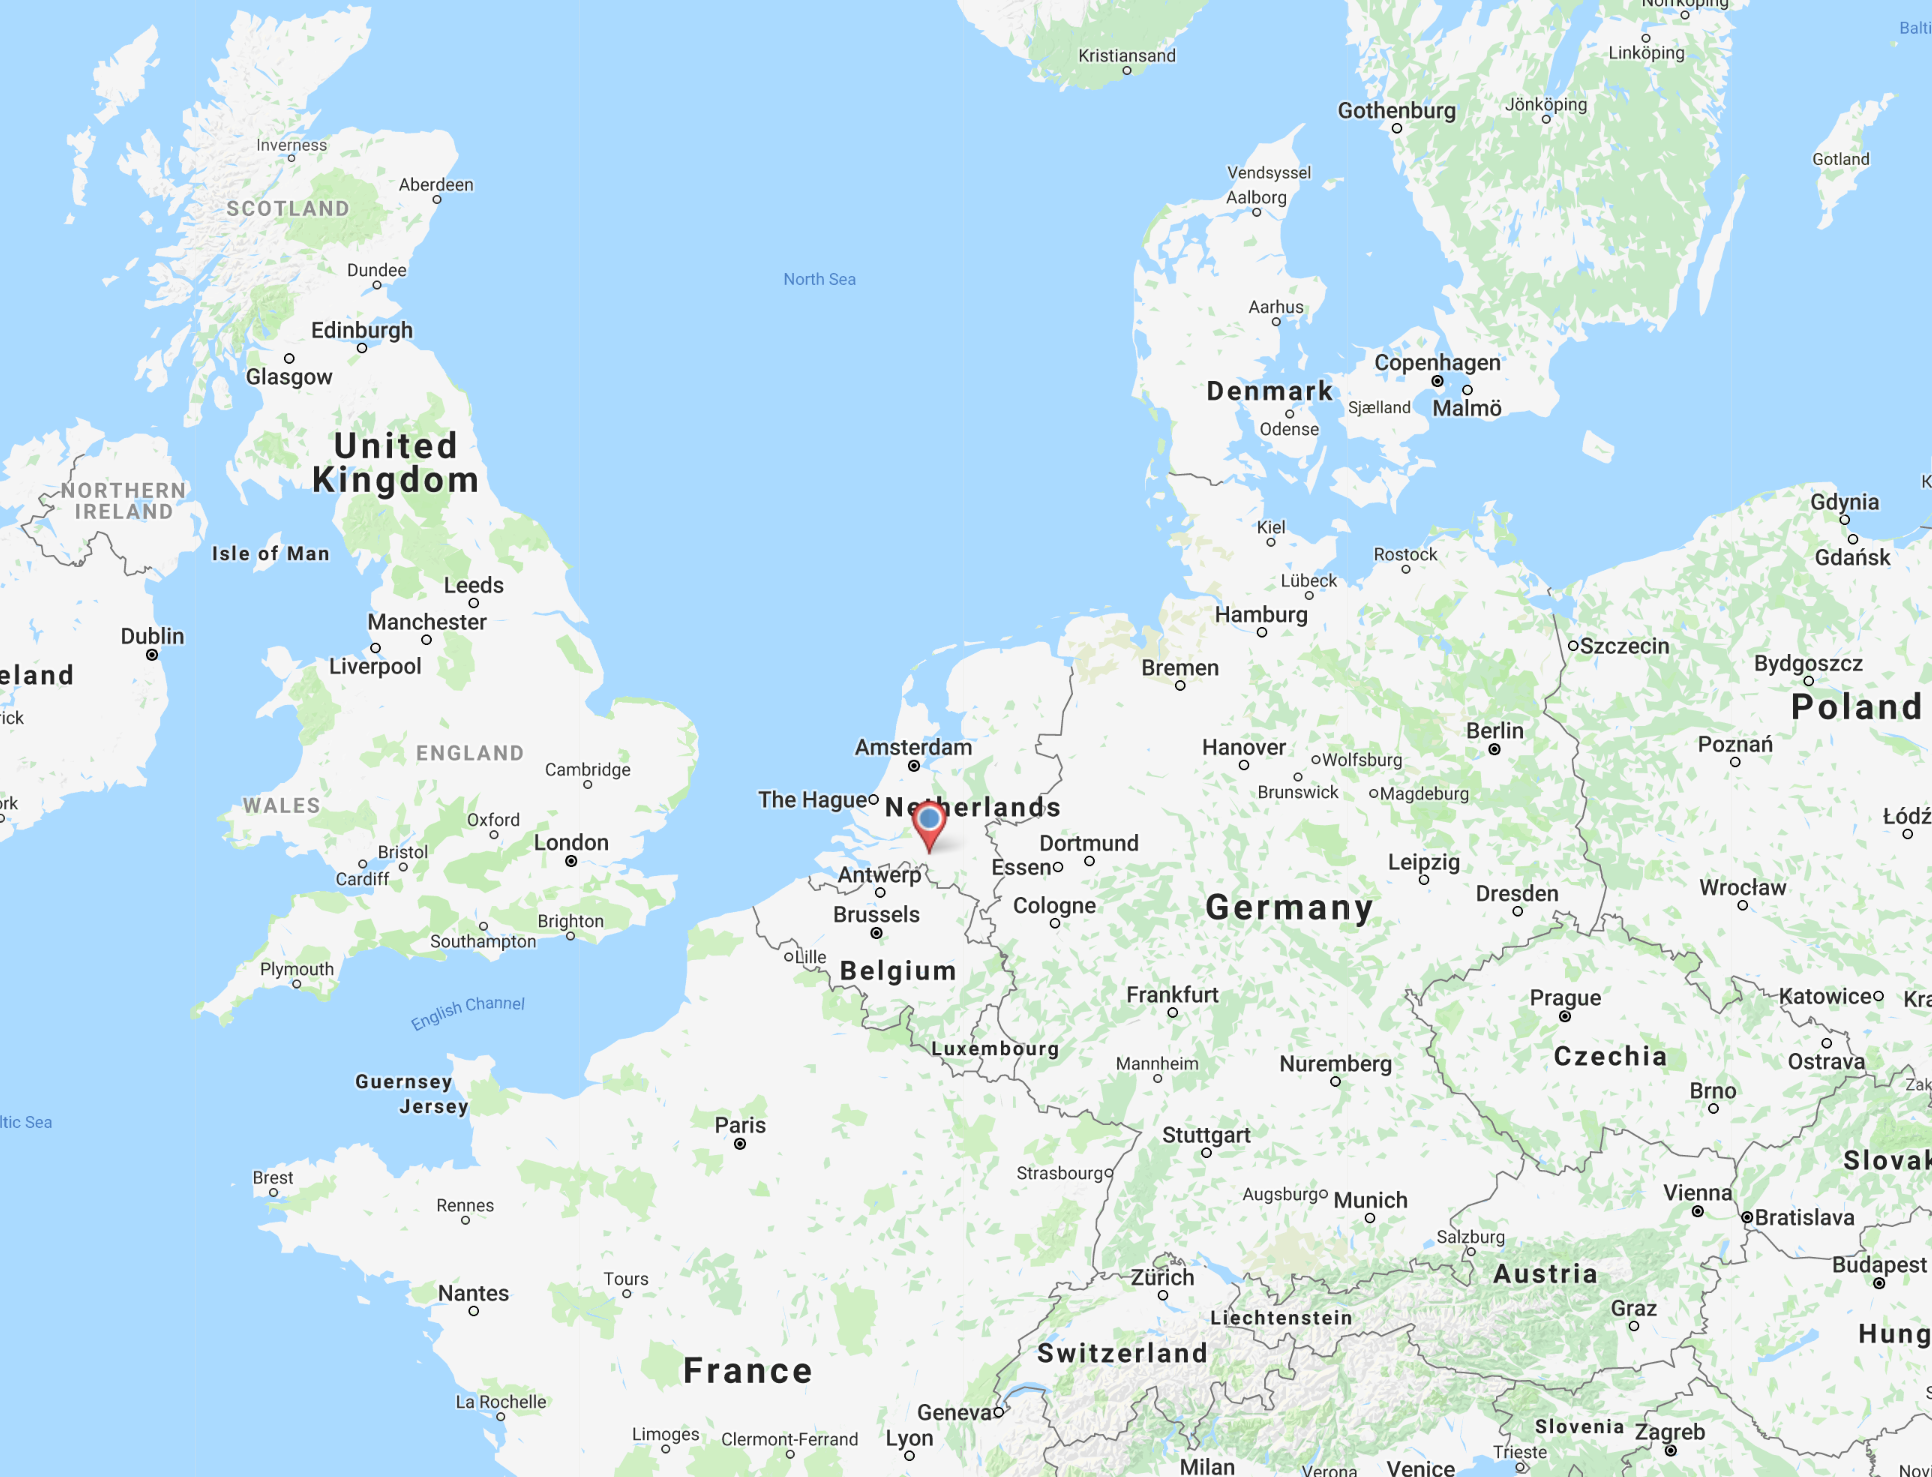 Norrköping
Balti
Kristiansand
Linköping
Gothenburg
Jönköping
Inverness
Gotland
Vendsyssel
Aberdeen
Aalborg
SCOTLAND
Dundee
North Sea
Aarhus
Edinburgh
Copenhagen
Glasgow
Denmark
Sjælland
Malmö
Odense
United
Kingdom
NORTHERN
IRELAND
K
Gdynia
Kiel
Isle of Man
Rostock
Gdańsk
Leeds
Lübeck
Hamburg
Manchester
Dublin
Szczecin
Liverpool
Bremen
Bydgoszcz
eland
Poland
rick
Berlin
Amsterdam
Hanover
Poznań
ENGLAND
Wolfsburg
Cambridge
Brunswick
Magdeburg
The Hague
Netherlands
ork
WALES
Łódź
Oxford
London
Dortmund
Bristol
Essen
Leipzig
Cardiff
Antwerp
Wrocław
Dresden
Cologne
Germany
Brussels
Brighton
Southampton
Lille
Plymouth
Belgium
Frankfurt
Prague
Katowice
Kra
English Channel
Luxembourg
Czechia
Ostrava
Mannheim
Nuremberg
Guernsey
Zak
Brno
Jersey
ltic Sea
Paris
Stuttgart
Slovak
Strasbourg
Brest
Vienna
Augsburg
Munich
Rennes
Bratislava
Salzburg
Budapest
Austria
Zürich
Tours
Nantes
Graz
Liechtenstein
Hung
Switzerland
France
La Rochelle
Geneva
Slovenia
Zagreb
Limoges
Clermont-Ferrand
Lyon
Trieste
Milan
Verona
Venice
Novi